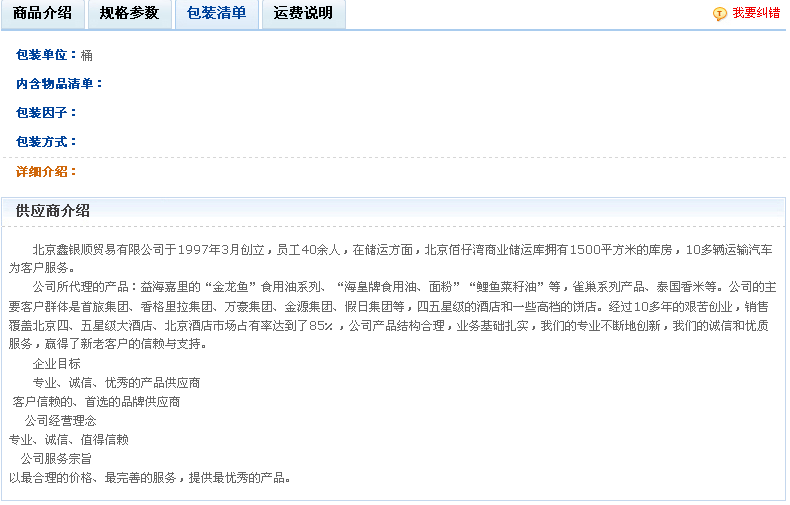 商品介绍 规格参数 包装清单 运费说明 我要纠错
包装单位：桶
内含物品清单：
包装因子：
包装方式：
详细介绍：
供应商介绍
北京鑫银顺贸易有限公司于1997年3月创立，员工40余人，在储运方面，北京佰仔湾商业储运库拥有1500平方米的库房，10多辆运输汽车
为客户服务。
公司所代理的产品：益海嘉里的“金龙鱼”食用油系列、“海皇牌食用油、面粉”“鲤鱼菜籽油”等，雀巢系列产品、泰国香米等。公司的主
要客户群体是首旅集团、香格里拉集团、万豪集团、金源集团、假日集团等，四五星级的酒店和一些高档的饼店。经过10多年的艰苦创业，销售
覆盖北京四、五星级大酒店、北京酒店市场占有率达到了85% ，公司产品结构合理，业务基础扎实，我们的专业不断地创新，我们的诚信和优质
服务，赢得了新老客户的信赖与支持。
企业目标
专业、诚信、优秀的产品供应商
客户信赖的、首选的品牌供应商
公司经营理念
专业、诚信、值得信赖
公司服务宗旨
以最合理的价格、最完善的服务，提供最优秀的产品。